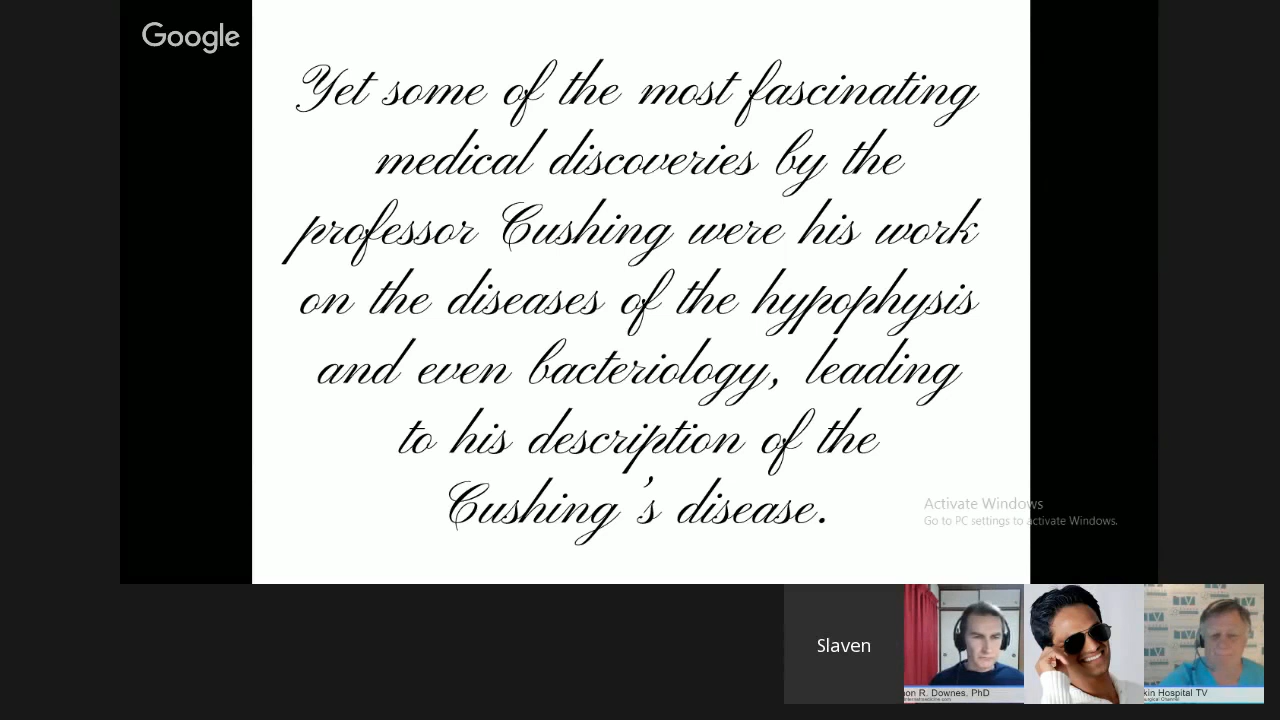 Google
Yet some of the most fascinating
medical discoveries by the
professor Cushing were his work
on the diseases of the hypophysis
and even bacteriology, leading
to his description of the
Cushing's disease.
Activate Windows
Go to PC settings to activate Windows.
Slaven
R. Downes, PhD
Hospital TV